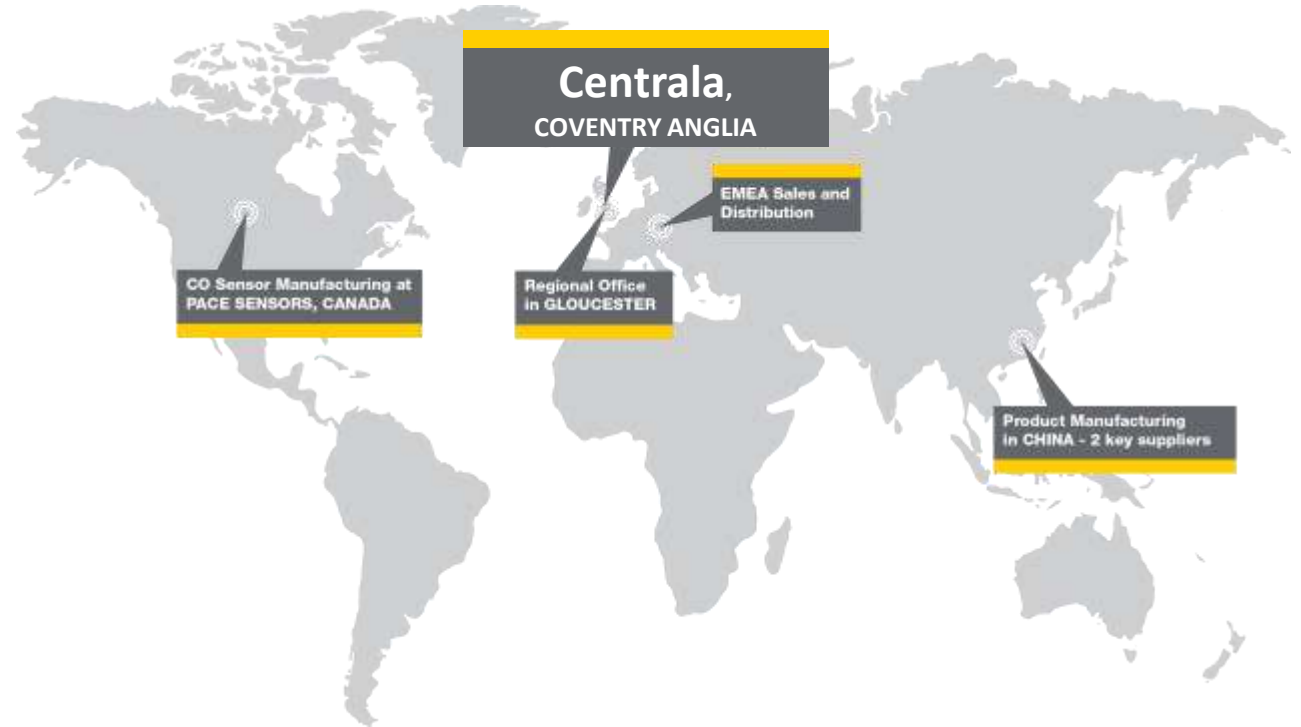 Centrala,
COVENTRY ANGLIA
EMEA Sales and
Distribution
CO Sensor Manufacturing at
PACE SENSORS, CANADA
Regional Office
in GLOUCESTER
Product Manufacturing
in CHINA - 2 key suppliers